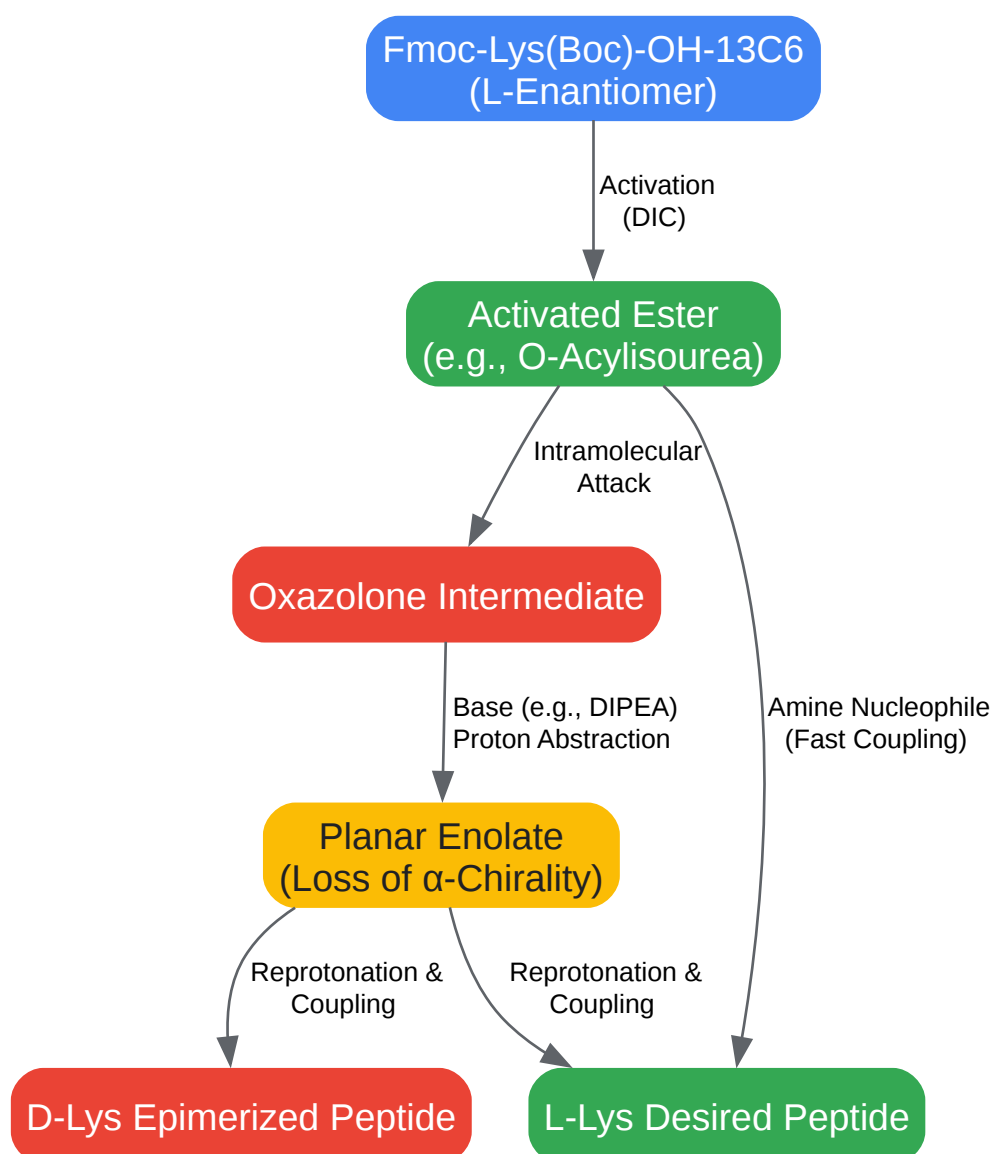 Fmoc-Lys(Boc)-OH-13C6
(L-Enantiomer)
Activation
(DIC)
Activated Ester
(e.g., O-Acylisourea)
Intramolecular
Attack
Oxazolone Intermediate
Base (e.g., DIPEA)
Proton Abstraction
Amine Nucleophile
(Fast Coupling)
Planar Enolate
(Loss of α-Chirality)
Reprotonation &
Coupling
Reprotonation &
Coupling
D-Lys Epimerized Peptide
L-Lys Desired Peptide